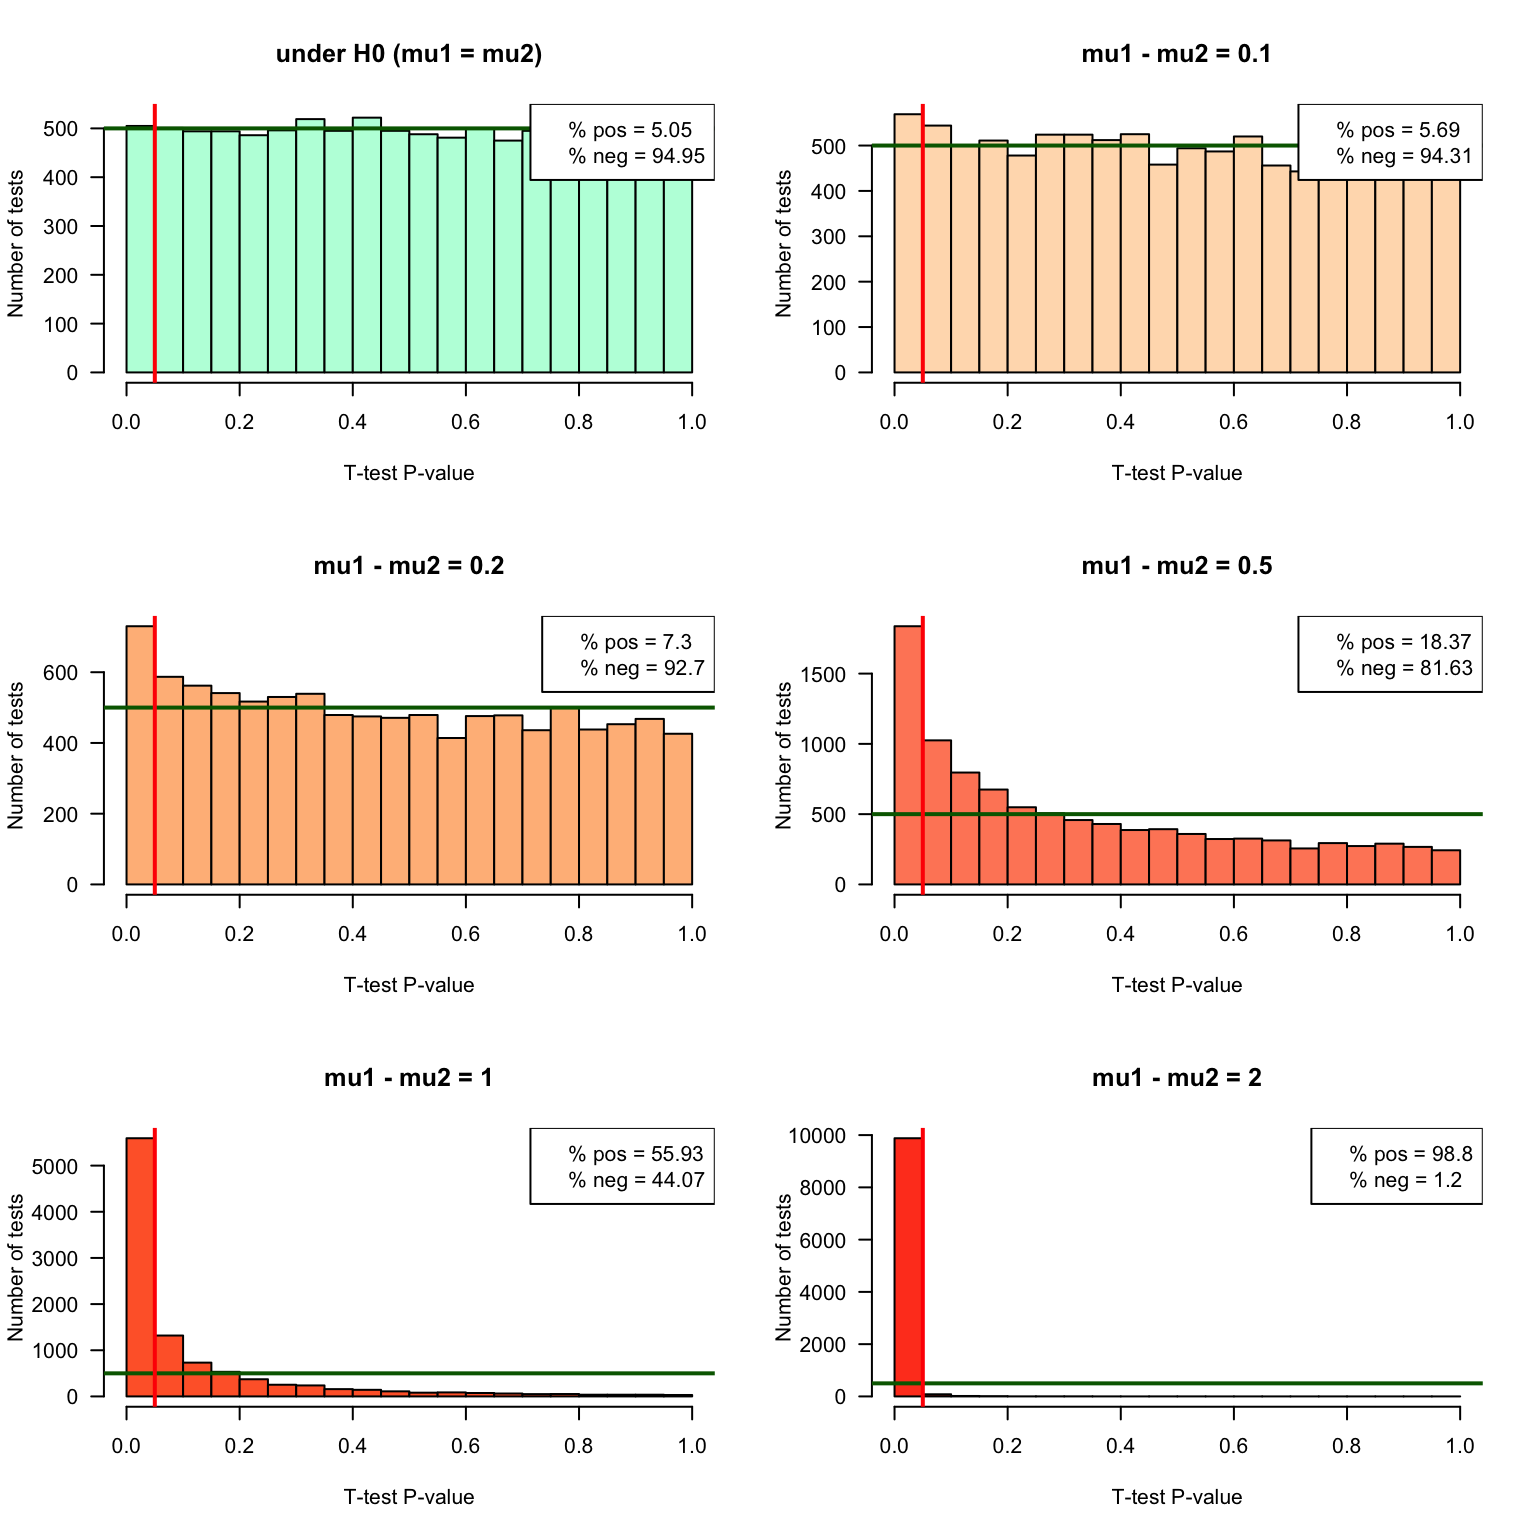 under H0 (mu1 = mu2)
% pos = 5.05
% neg = 94.95
Number of tests
500
400
300
200
100
0
0.0 0.2 0.4 0.6 0.8 1.0
T-test P-value
mu1 - mu2 = 0.1
% pos = 5.69
% neg = 94.31
Number of tests
500
400
300
200
100
0
0.0 0.2 0.4 0.6 0.8 1.0
T-test P-value
mu1 - mu2 = 0.2
% pos = 7.3
% neg = 92.7
Number of tests
600
400
200
0
0.0 0.2 0.4 0.6 0.8 1.0
T-test P-value
mu1 - mu2 = 0.5
% pos = 18.37
% neg = 81.63
Number of tests
1500
1000
500
0
0.0 0.2 0.4 0.6 0.8 1.0
T-test P-value
mu1 - mu2 = 1
% pos = 55.93
% neg = 44.07
Number of tests
5000
4000
3000
2000
1000
0
0.0 0.2 0.4 0.6 0.8 1.0
T-test P-value
mu1 - mu2 = 2
% pos = 98.8
% neg = 1.2
Number of tests
10000
8000
6000
4000
2000
0
0.0 0.2 0.4 0.6 0.8 1.0
T-test P-value